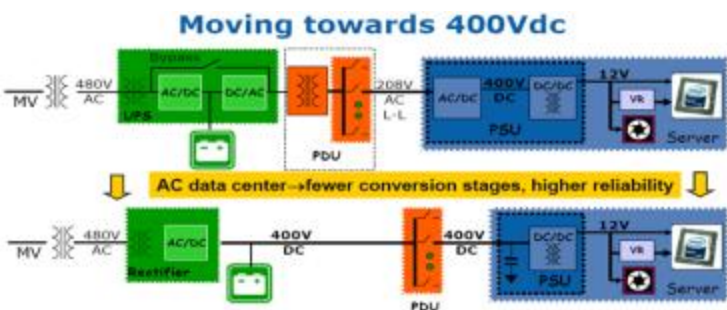 Moving towards 400Vdc
Bypass
MV
480V
AC
AC/DC
DC/AC
UPS
PDU
208V
AC
L-L
AC/DC
400V
DC
DC/DC
PSU
12V
VR
Server
AC data center→fewer conversion stages, higher reliability
MV
480V
AC
AC/DC
Rectifier
400V
DC
PDU
400V
DC
DC/DC
PSU
12V
VR
Server